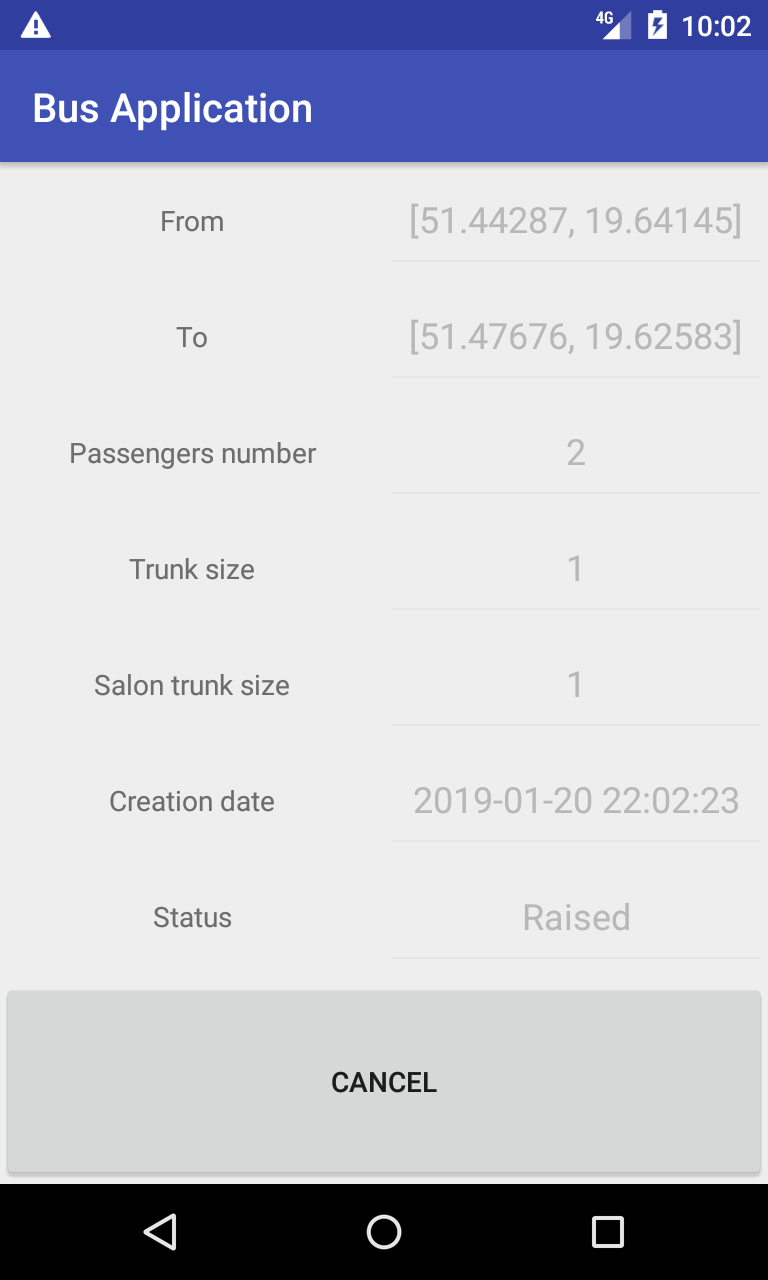 4G 10:02
Bus Application
From [51.44287, 19.64145]
To [51.47676, 19.62583]
Passengers number 2
Trunk size 1
Salon trunk size 1
Creation date 2019-01-20 22:02:23
Status Raised
CANCEL